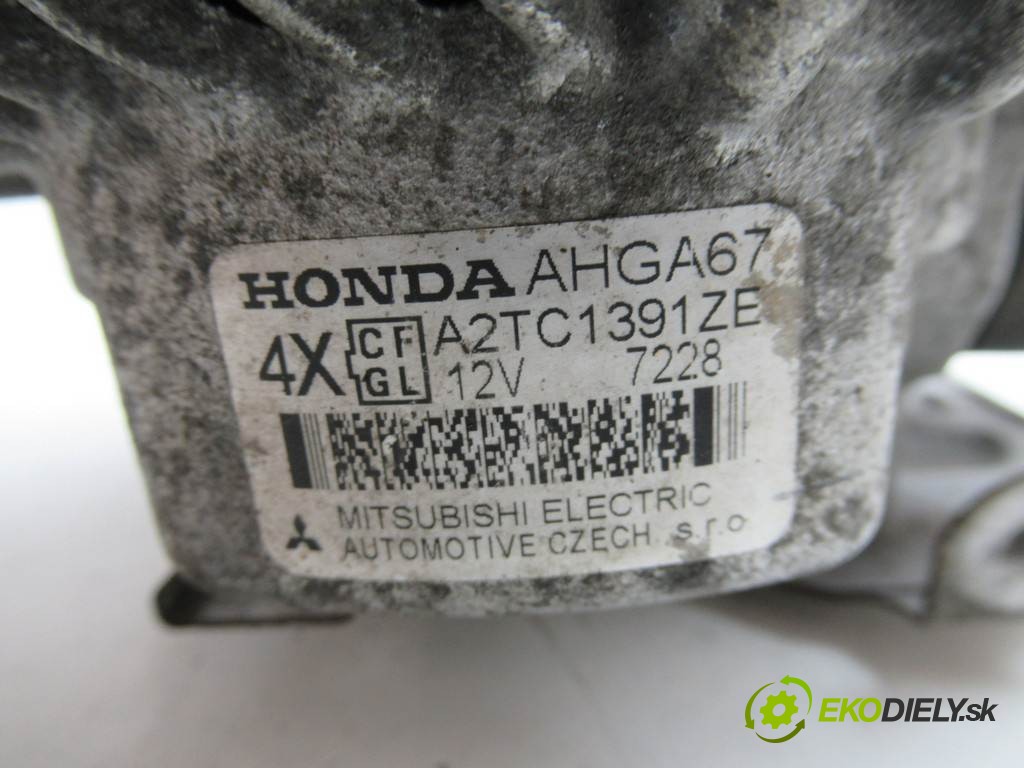 HONDA AHGA67
4X CF GL A2TC1391ZE
12V 7228
MITSUBISHI ELECTRIC
AUTOMOTIVE CZECH s.r.o
EKODIELY.sk